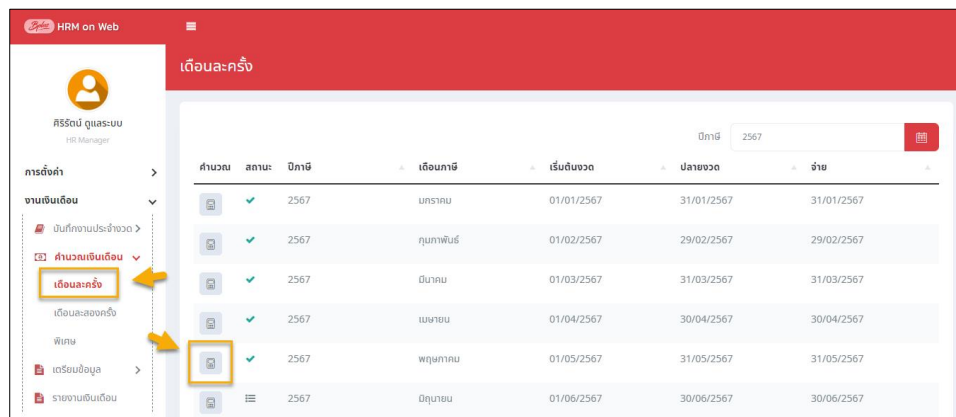 HRM on Web
เดือนละครั้ง
ศิริรัตน์ ดูแลระบบ
HR Manager
การตั้งค่า
งานเงินเดือน
บันทึกงานประจำงวด
คำนวณเงินเดือน
เดือนละครั้ง
เดือนละสองครั้ง
พิเศษ
เตรียมข้อมูล
รายงานเงินเดือน
ปีภาษี 2567
คำนวณ สถานะ ปีภาษี เดือนภาษี เริ่มต้นงวด ปลายงวด จ่าย
2567 มกราคม 01/01/2567 31/01/2567 31/01/2567
2567 กุมภาพันธ์ 01/02/2567 29/02/2567 29/02/2567
2567 มีนาคม 01/03/2567 31/03/2567 31/03/2567
2567 เมษายน 01/04/2567 30/04/2567 30/04/2567
2567 พฤษภาคม 01/05/2567 31/05/2567 31/05/2567
2567 มิถุนายน 01/06/2567 30/06/2567 30/06/2567